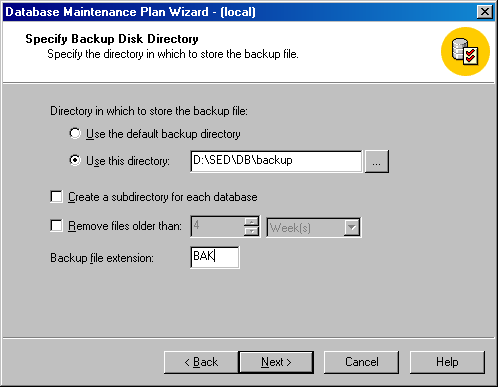 Database Maintenance Plan Wizard - (local)
Specify Backup Disk Directory
Specify the directory in which to store the backup file.
Directory in which to store the backup file:
Use the default backup directory
Use this directory: D:\SED\DB\backup ...
Create a subdirectory for each database
Remove files older than: 4 Week(s)
Backup file extension: BAK
< Back Next > Cancel Help